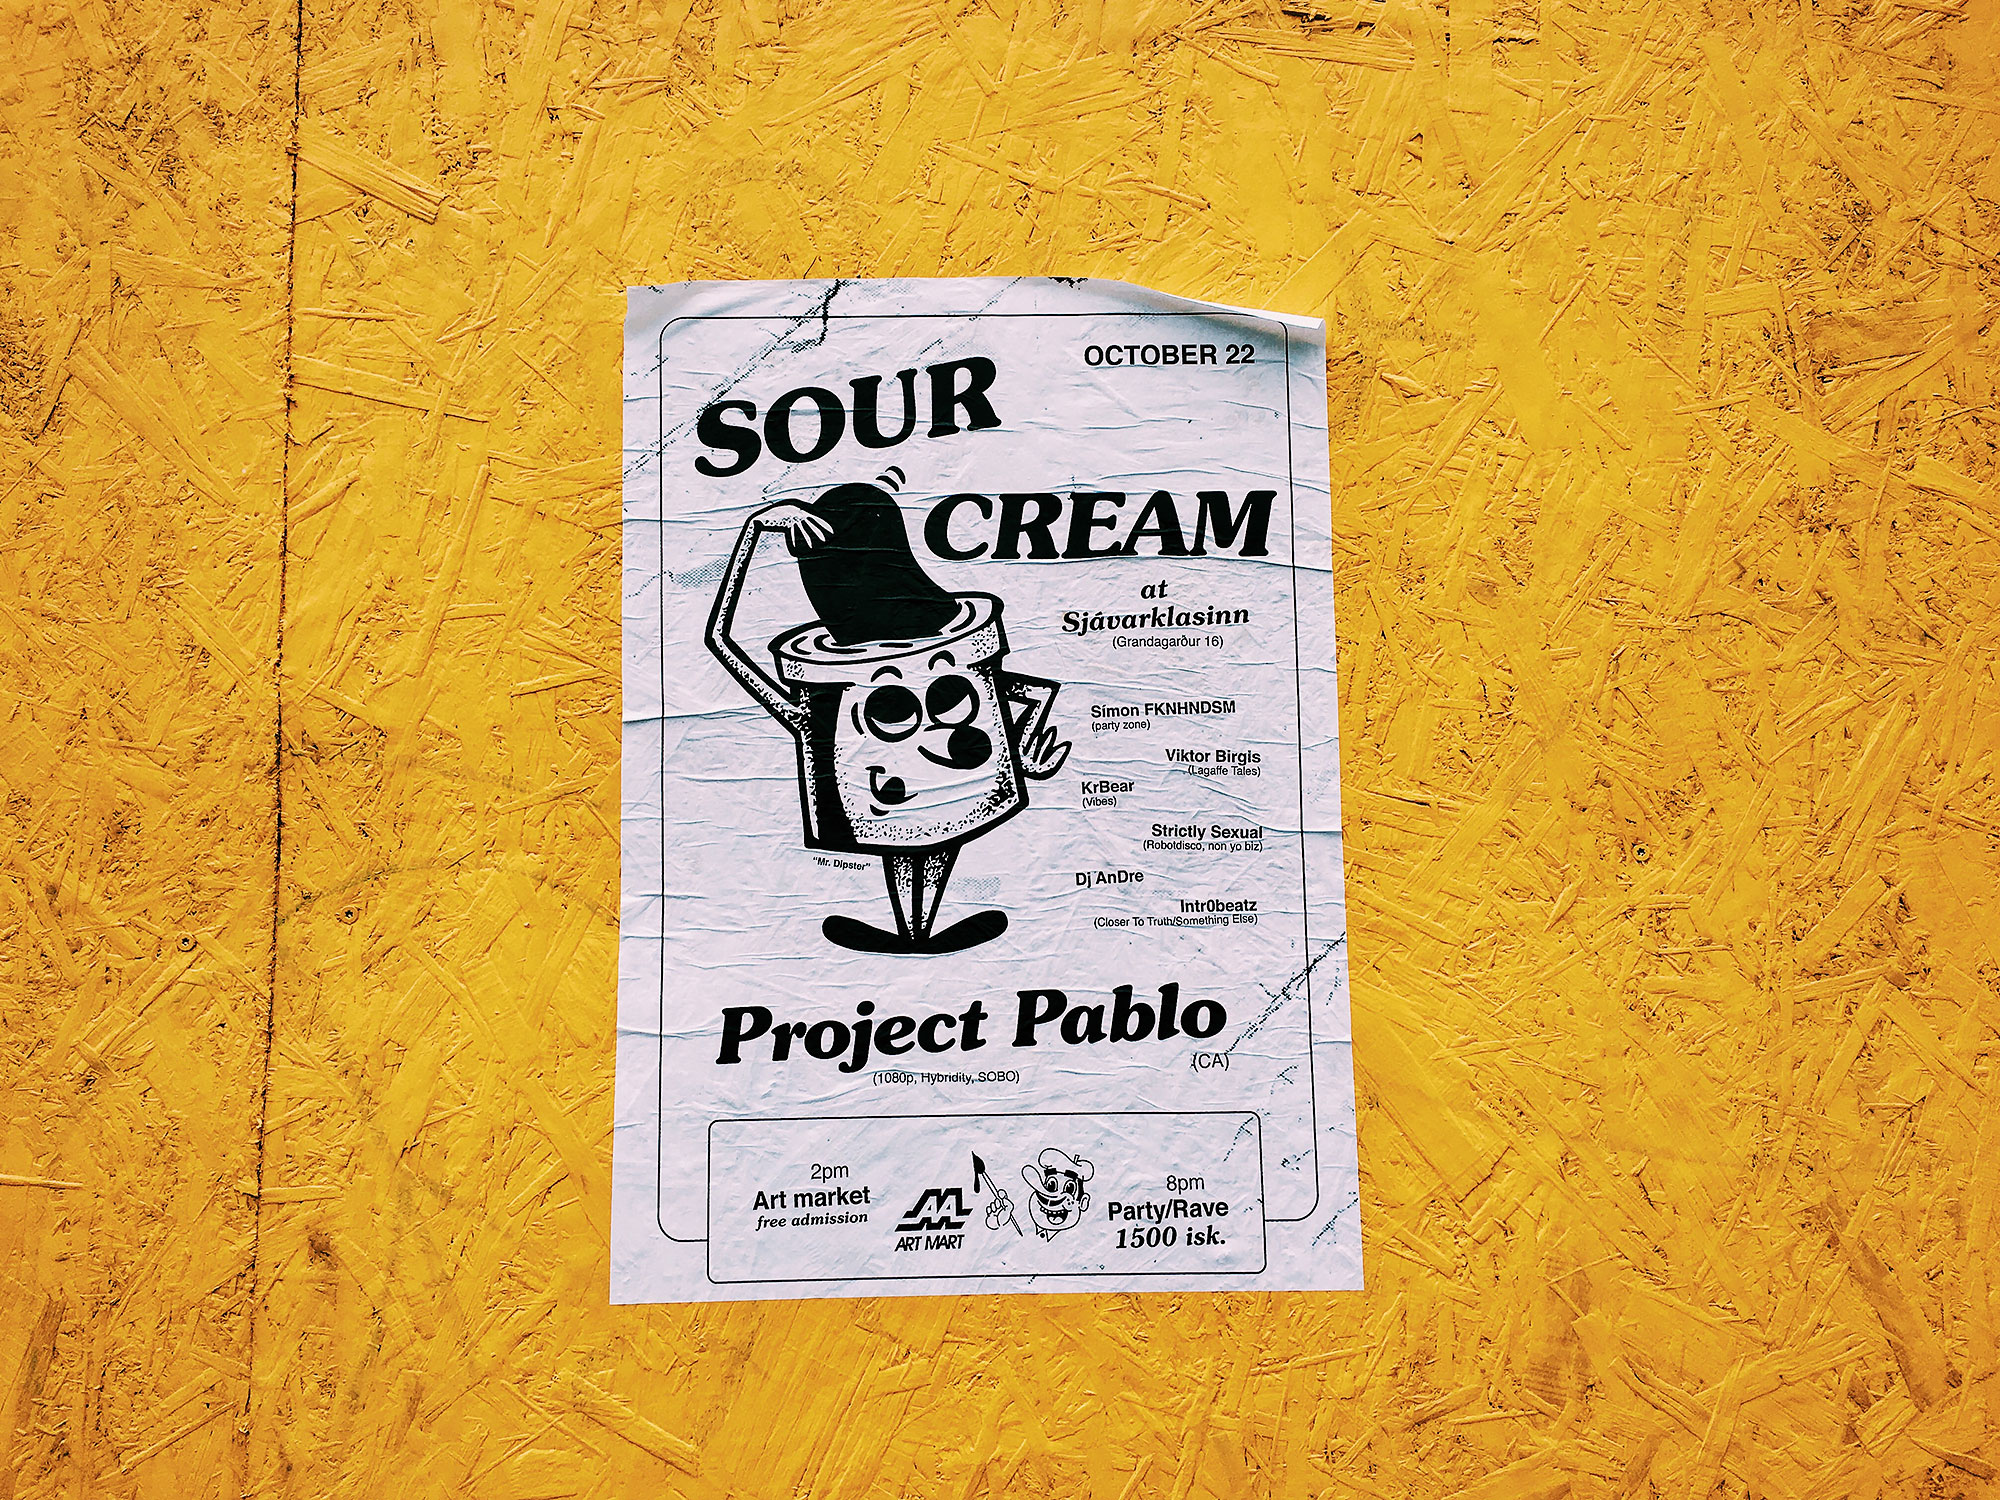 OCTOBER 22
SOUR
CREAM
at
Sjávarklasinn
(Grandagarður 16)
Símon FKNHNDSM
(party zone)
Viktor Birgis
(Lagaffe Tales)
KrBear
(Vibes)
Strictly Sexual
(Robotdisco, non yo biz)
"Mr. Dipster"
Dj AnDre
Intr0beatz
(Closer To Truth/Something Else)
Project Pablo
(CA)
(1080p, Hybridity, SOBO)
2pm
Art market
free admission
ART MART
8pm
Party/Rave
1500 isk.